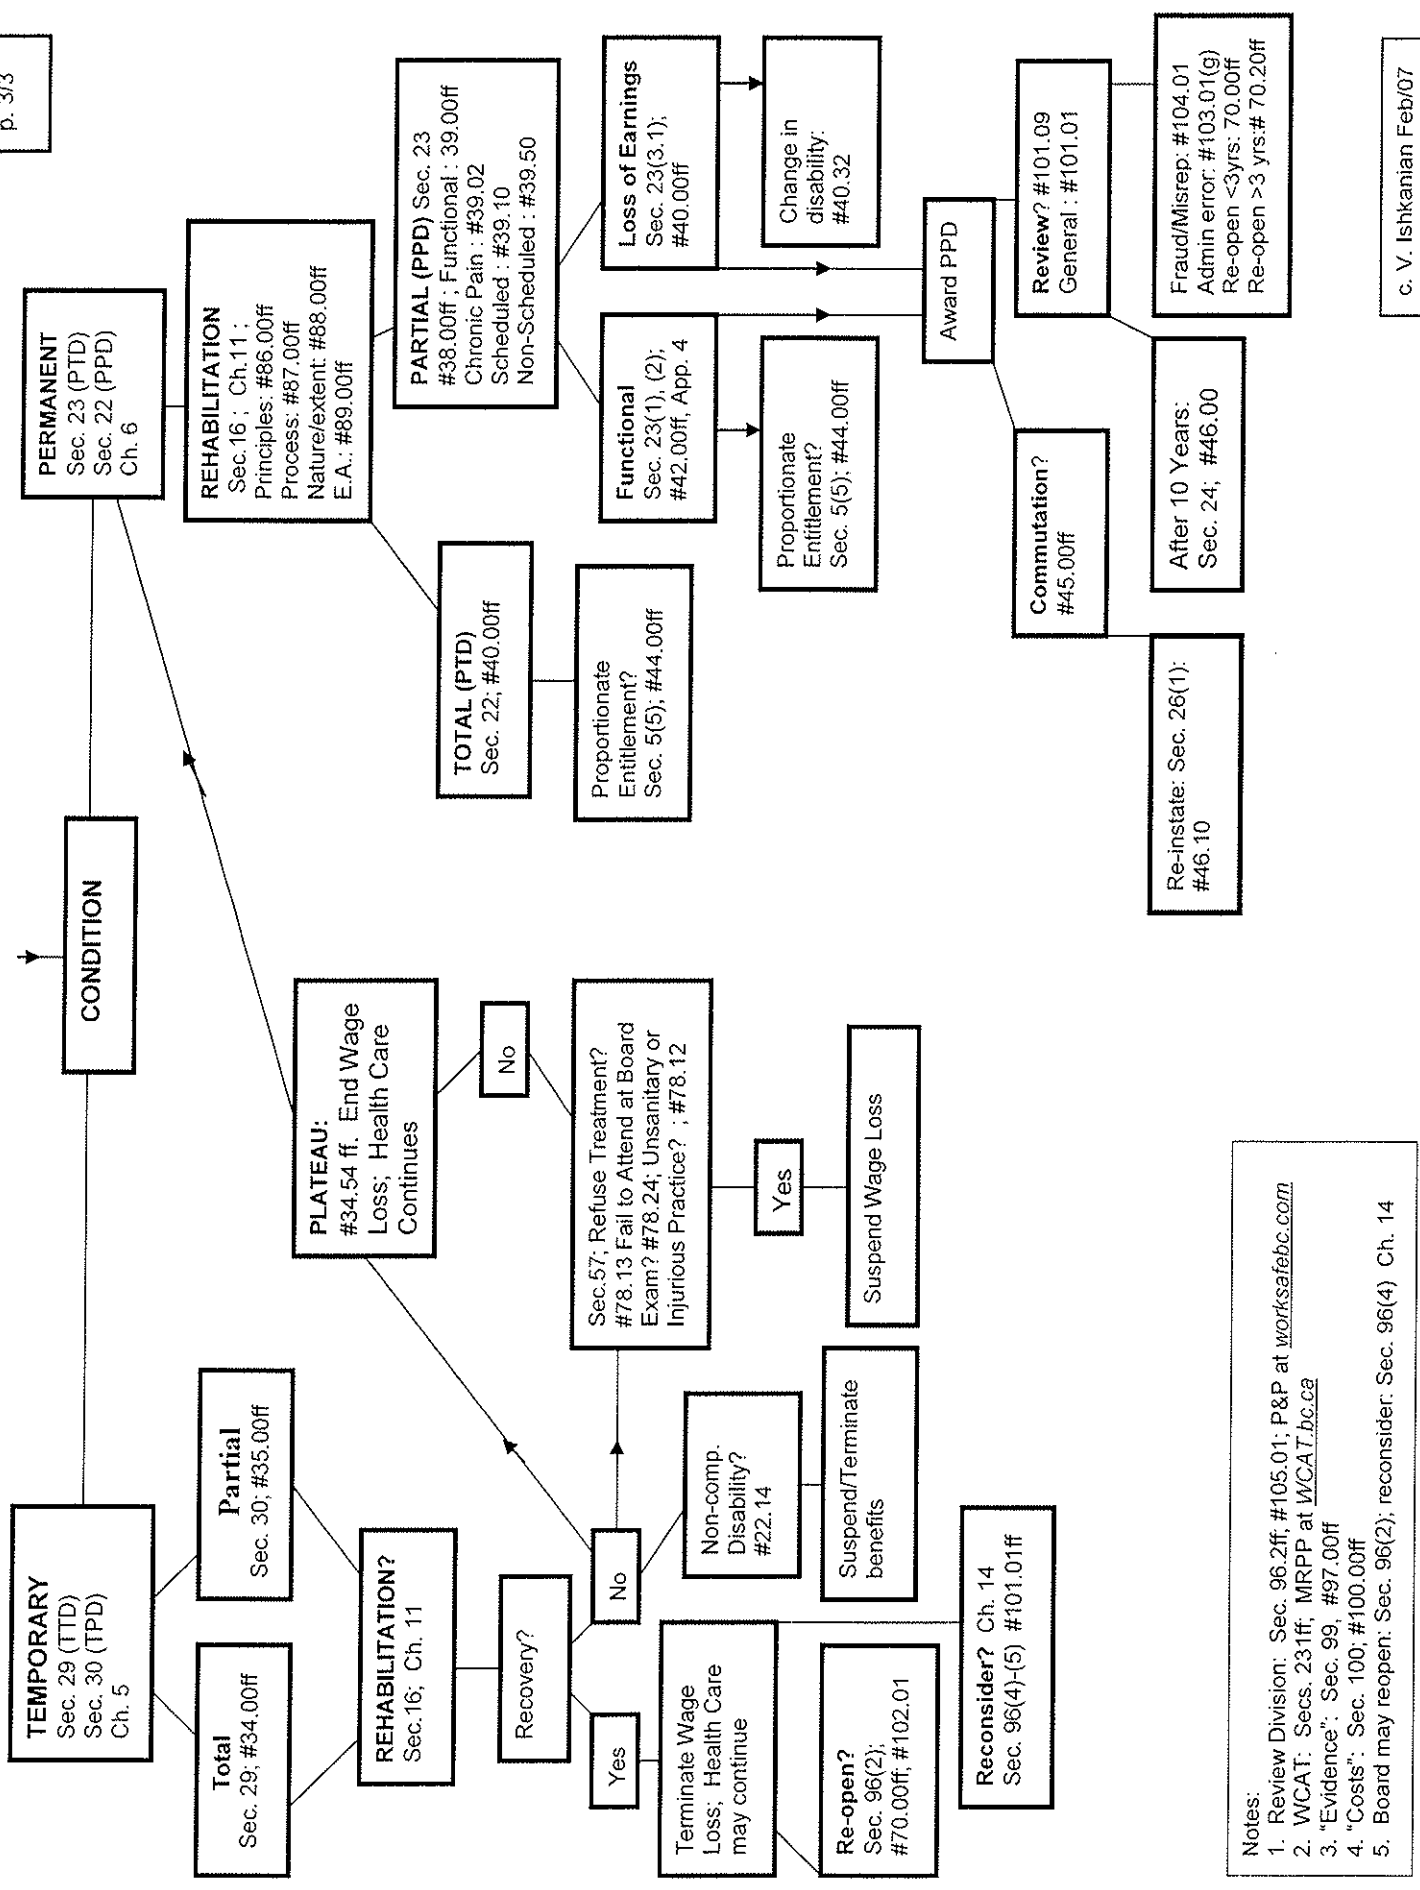 p. 3/3
CONDITION
TEMPORARY
Sec. 29 (TTD)
Sec. 30 (TPD)
Ch. 5
Total
Sec. 29; #34.00ff
Partial
Sec. 30; #35.00ff
REHABILITATION?
Sec.16; Ch. 11
Recovery?
Yes
No
Terminate Wage
Loss; Health Care
may continue
Re-open?
Sec. 96(2);
#70.00ff; #102.01
Reconsider? Ch. 14
Sec. 96(4)-(5) #101.01ff
Non-comp.
Disability?
#22.14
Suspend/Terminate
benefits
PLATEAU:
#34.54 ff. End Wage
Loss; Health Care
Continues
No
Sec.57; Refuse Treatment?
#78.13 Fail to Attend at Board
Exam? #78.24; Unsanitary or
Injurious Practice? ; #78.12
Yes
Suspend Wage Loss
PERMANENT
Sec. 23 (PTD)
Sec. 22 (PPD)
Ch. 6
REHABILITATION
Sec.16 ; Ch.11 ;
Principles: #86.00ff
Process: #87.00ff
Nature/extent: #88.00ff
E.A.: #89.00ff
TOTAL (PTD)
Sec. 22; #40.00ff
Proportionate
Entitlement?
Sec. 5(5); #44.00ff
PARTIAL (PPD) Sec. 23
#38.00ff ; Functional : 39.00ff
Chronic Pain : #39.02
Scheduled : #39.10
Non-Scheduled : #39.50
Functional
Sec. 23(1), (2);
#42.00ff, App. 4
Proportionate
Entitlement?
Sec. 5(5); #44.00ff
Loss of Earnings
Sec. 23(3.1);
#40.00ff
Change in
disability:
#40.32
Award PPD
Commutation?
#45.00ff
Re-instate: Sec. 26(1):
#46.10
Review? #101.09
General : #101.01
After 10 Years:
Sec. 24; #46.00
Fraud/Misrep: #104.01
Admin error: #103.01(g)
Re-open <3yrs: 70.00ff
Re-open >3 yrs:# 70.20ff
Notes:
1. Review Division: Sec. 96.2ff; #105.01; P&P at worksafebc.com
2. WCAT: Secs. 231ff; MRPP at WCAT.bc.ca
3. "Evidence": Sec. 99, #97.00ff
4. "Costs": Sec. 100; #100.00ff
5. Board may reopen: Sec. 96(2); reconsider: Sec. 96(4) Ch. 14
c. V. Ishkanian Feb/07